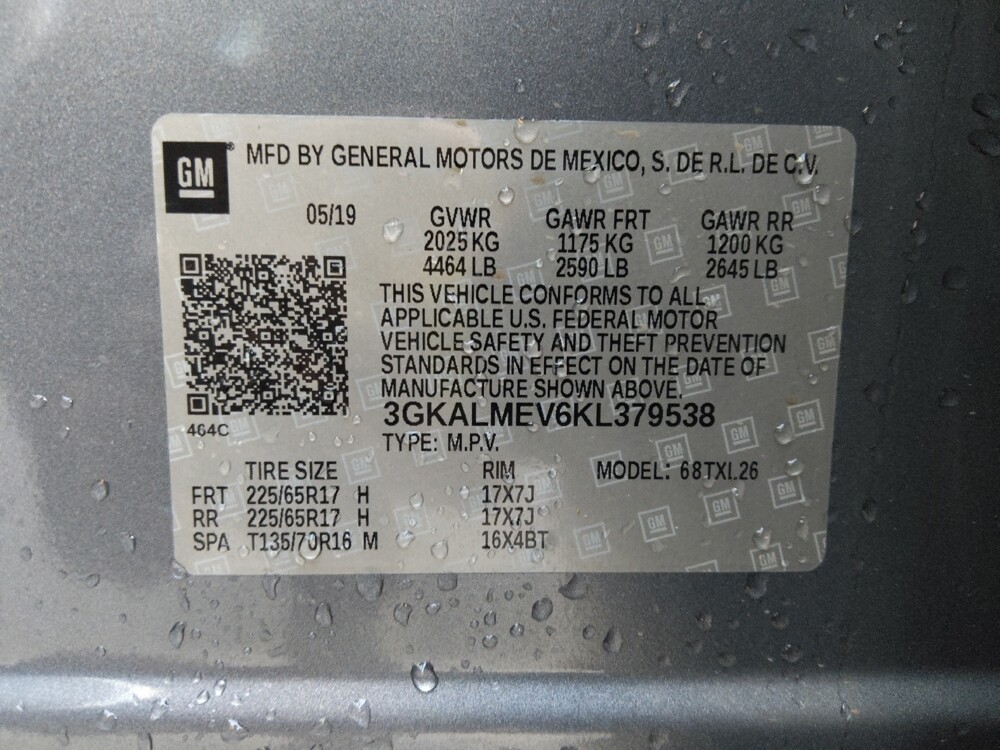 GM
MFD BY GENERAL MOTORS DE MEXICO, S. DE R.L. DE C.V.
05/19 GVWR GAWR FRT GAWR RR
2025 KG 1175 KG 1200 KG
4464 LB 2590 LB 2645 LB
THIS VEHICLE CONFORMS TO ALL
APPLICABLE U.S. FEDERAL MOTOR
VEHICLE SAFETY AND THEFT PREVENTION
STANDARDS IN EFFECT ON THE DATE OF
MANUFACTURE SHOWN ABOVE.
3GKALMEV6KL379538
464C
TYPE: M.P.V.
TIRE SIZE RIM MODEL: 68TXL26
FRT 225/65R17 H 17X7J
RR 225/65R17 H 17X7J
SPA T135/70R16 M 16X4BT